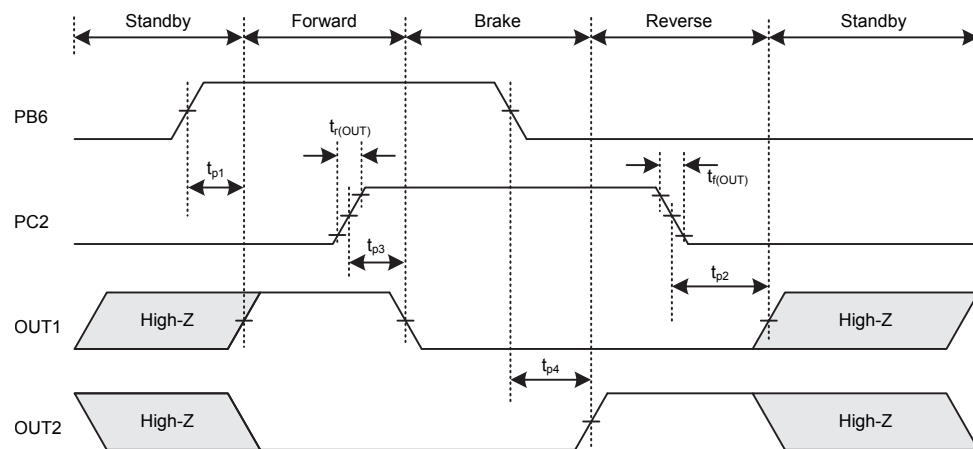 Standby Forward Brake Reverse Standby
PB6
tr(OUT)
tf(OUT)
tp1
PC2
tp3
tp2
OUT1 High-Z High-Z
tp4
OUT2 High-Z High-Z